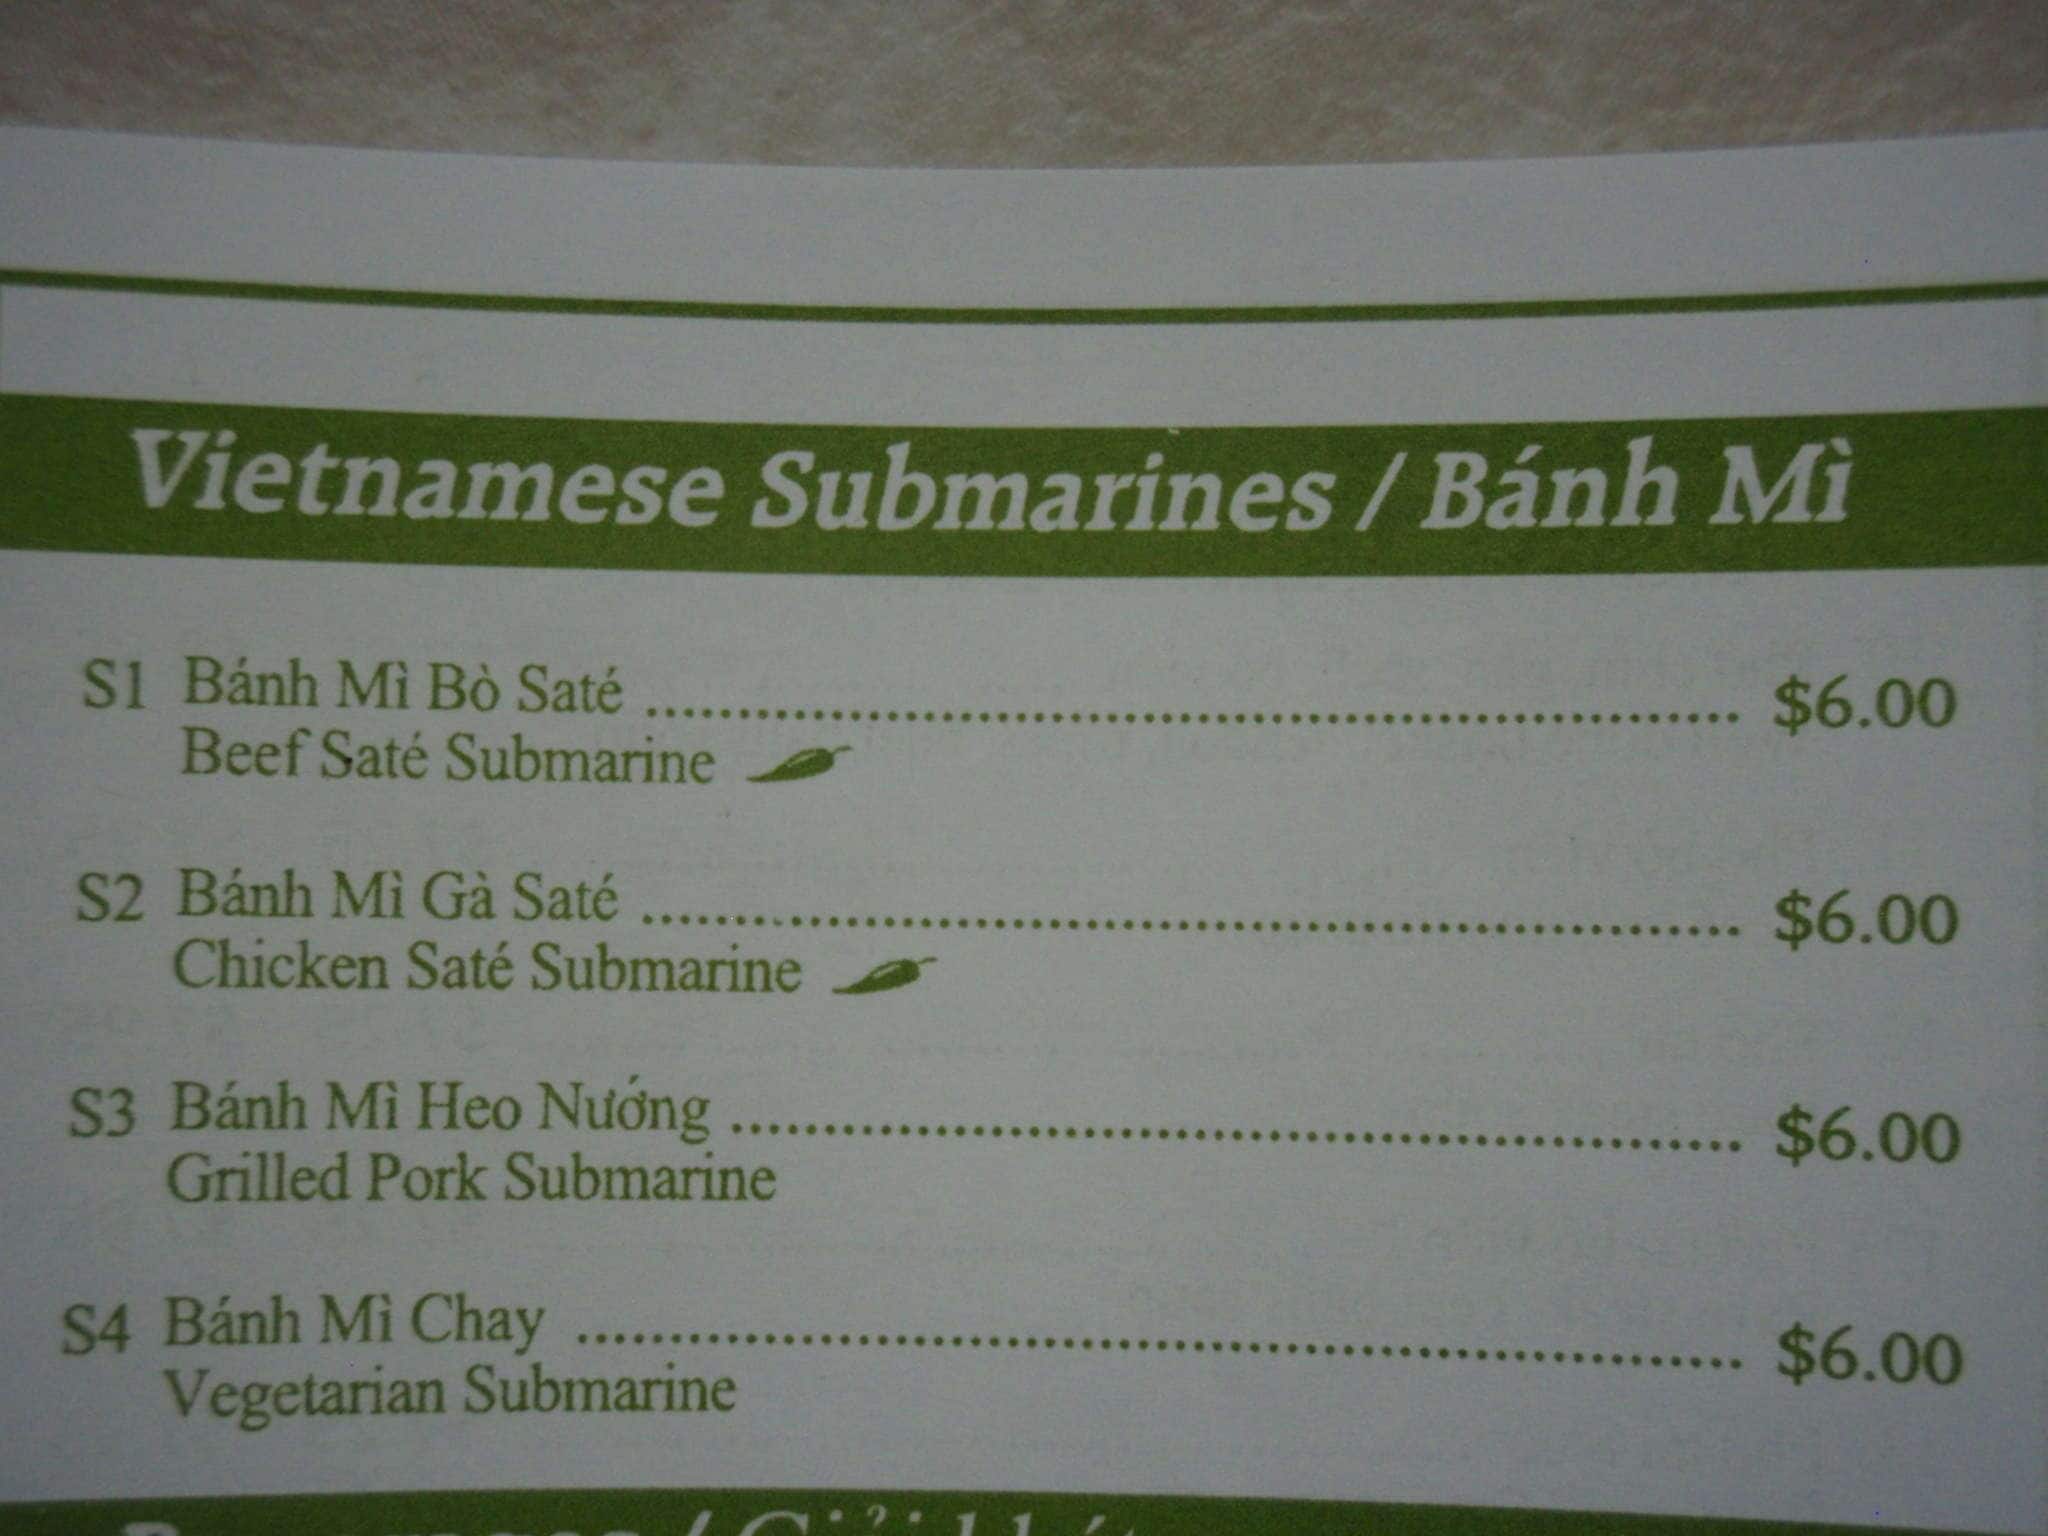 Vietnamese Submarines / Bánh Mì
S1 Bánh Mì Bò Saté ........................................................................ $6.00
Beef Saté Submarine
S2 Bánh Mì Gà Saté ........................................................................ $6.00
Chicken Saté Submarine
S3 Bánh Mì Heo Nướng .................................................................. $6.00
Grilled Pork Submarine
S4 Bánh Mì Chay ............................................................................ $6.00
Vegetarian Submarine